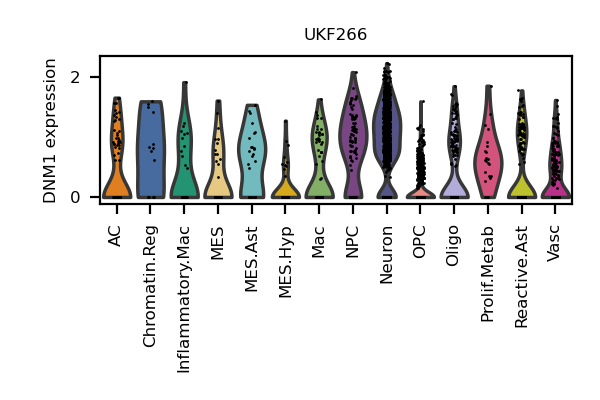 UKF266
DNM1 expression
2
0
AC
Chromatin.Reg
Inflammatory.Mac
MES
MES.Ast
MES.Hyp
Mac
NPC
Neuron
OPC
Oligo
Prolif.Metab
Reactive.Ast
Vasc